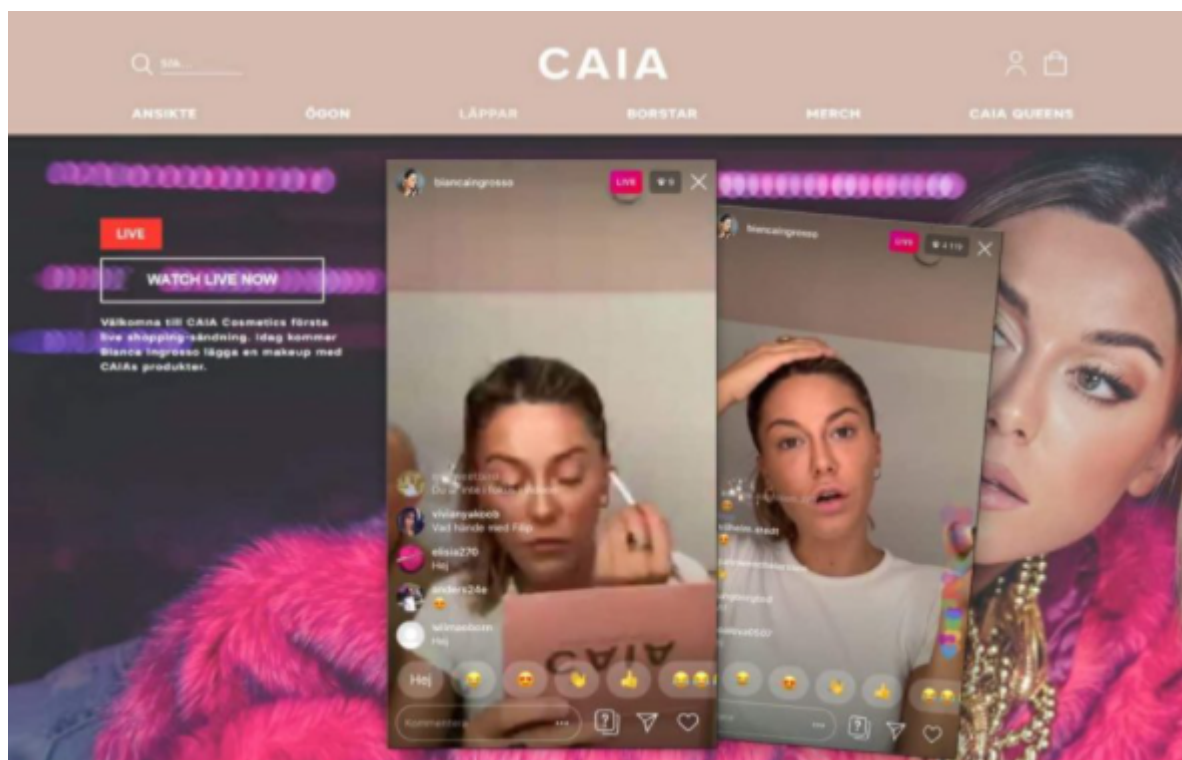 CAIA
ANSIKTE
ÖGON
LÄPPAR
BORSTAR
MERCH
CAIA QUEENS
LIVE
WATCH LIVE NOW
Välkomna till CAIA Cosmetics första
live shopping-sändning. Idag kommer
Bianca Ingrosso lägga en makeup med
CAIAs produkter.
biancaingrosso
LIVE
vivianyakoob
Vad hände med Filip
elisia270
Hej
anders24e
Hej
Hej
Kommentera
CAIA
biancaingrosso
LIVE